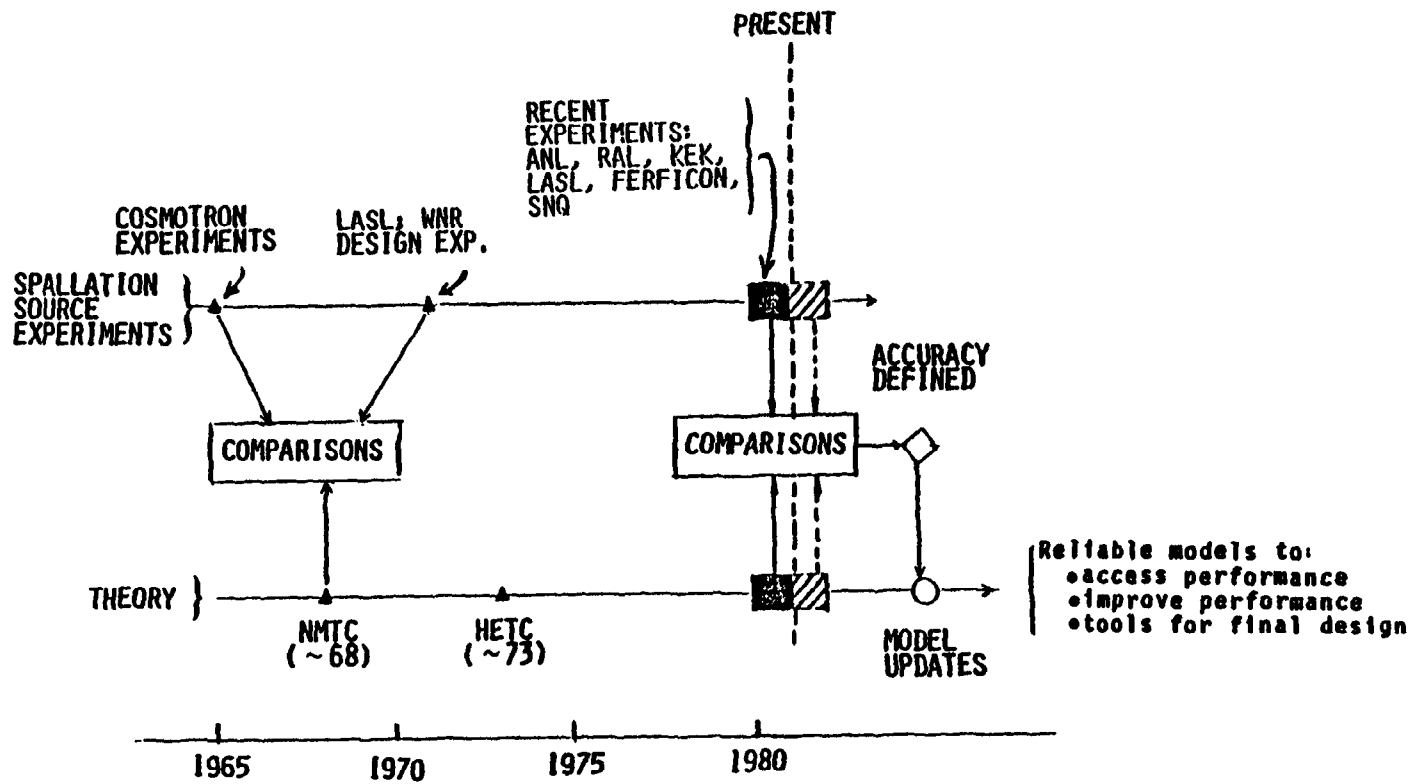 PRESENT
RECENT
EXPERIMENTS:
ANL, RAL, KEK,
LASL, FERFICON,
SNQ
COSMOTRON
EXPERIMENTS
LASL; WNR
DESIGN EXP.
SPALLATION
SOURCE
EXPERIMENTS
ACCURACY
DEFINED
COMPARISONS
COMPARISONS
THEORY
NMTC
(~68)
HETC
(~73)
MODEL
UPDATES
Reliable models to:
•access performance
•improve performance
•tools for final design
1965
1970
1975
1980